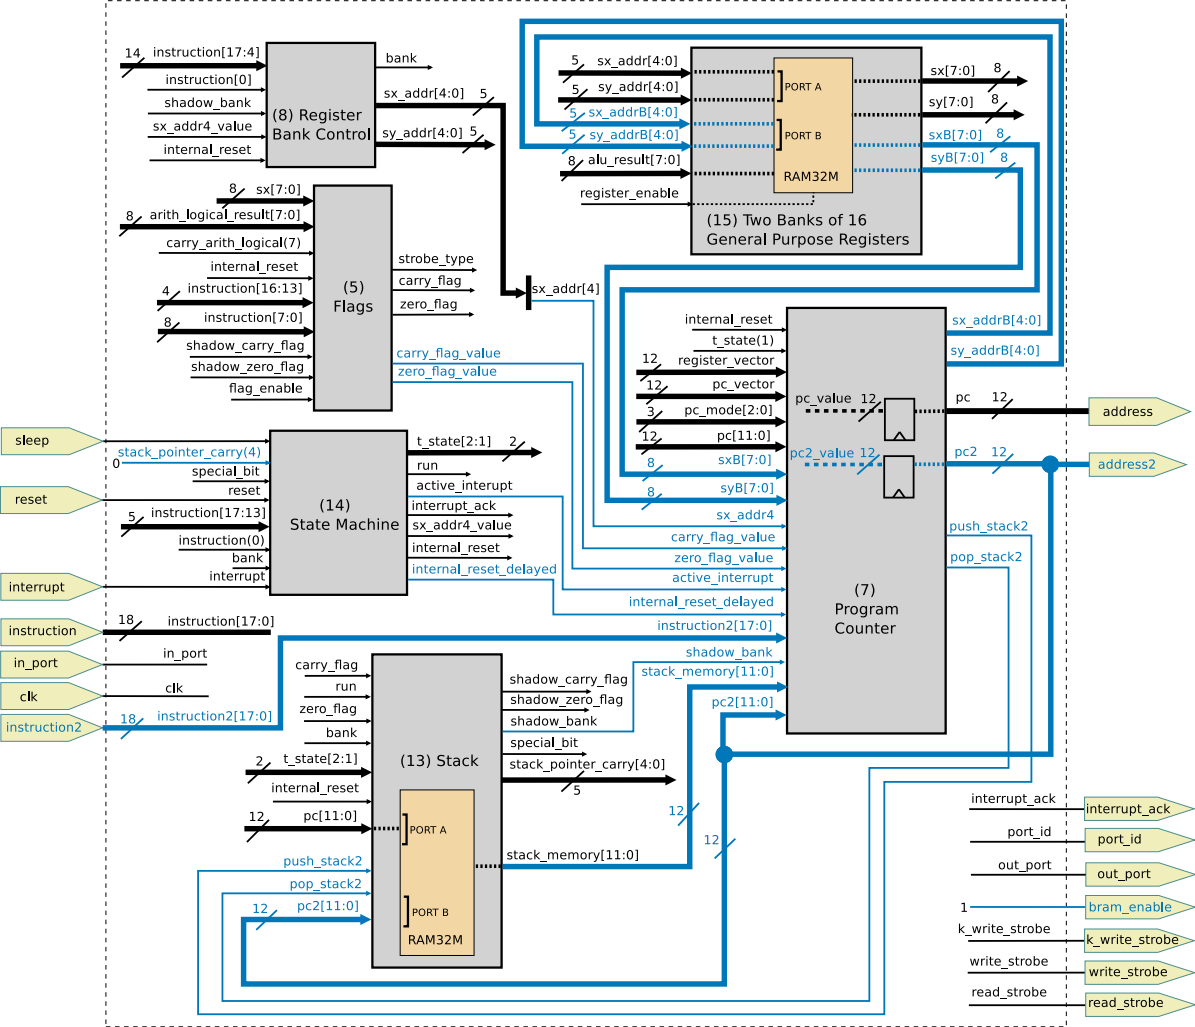 14
instruction[17:4]
instruction[0]
shadow_bank
sx_addr4_value
internal_reset
(8) Register
Bank Control
bank
sx_addr[4:0]
5
sy_addr[4:0]
5
5
sx_addr[4:0]
5
sy_addr[4:0]
5
sx_addrB[4:0]
5
sy_addrB[4:0]
8
alu_result[7:0]
register_enable
PORT A
PORT B
RAM32M
(15) Two Banks of 16
General Purpose Registers
sx[7:0]
8
sy[7:0]
8
sxB[7:0]
8
syB[7:0]
8
8
sx[7:0]
8
arith_logical_result[7:0]
carry_arith_logical(7)
internal_reset
4
instruction[16:13]
8
instruction[7:0]
shadow_carry_flag
shadow_zero_flag
flag_enable
(5)
Flags
strobe_type
carry_flag
zero_flag
carry_flag_value
zero_flag_value
sx_addr[4]
internal_reset
t_state(1)
12
register_vector
12
pc_vector
3
pc_mode[2:0]
12
pc[11:0]
8
sxB[7:0]
8
syB[7:0]
sx_addr4
carry_flag_value
zero_flag_value
active_interrupt
internal_reset_delayed
instruction2[17:0]
shadow_bank
stack_memory[11:0]
pc2[11:0]
pc_value
12
pc2_value
12
(7)
Program
Counter
sx_addrB[4:0]
sy_addrB[4:0]
pc
12
pc2
12
push_stack2
pop_stack2
address
address2
sleep
reset
interrupt
instruction
in_port
clk
instruction2
0
stack_pointer_carry(4)
special_bit
reset
5
instruction[17:13]
instruction(0)
bank
interrupt
(14)
State Machine
t_state[2:1]
2
run
active_interupt
interrupt_ack
sx_addr4_value
internal_reset
internal_reset_delayed
18
instruction[17:0]
in_port
clk
18
instruction2[17:0]
carry_flag
run
zero_flag
bank
2
t_state[2:1]
internal_reset
12
pc[11:0]
push_stack2
pop_stack2
12
pc2[11:0]
(13) Stack
PORT A
PORT B
RAM32M
shadow_carry_flag
shadow_zero_flag
shadow_bank
special_bit
stack_pointer_carry[4:0]
5
stack_memory[11:0]
12
12
interrupt_ack
interrupt_ack
port_id
port_id
out_port
out_port
1
bram_enable
k_write_strobe
k_write_strobe
write_strobe
write_strobe
read_strobe
read_strobe